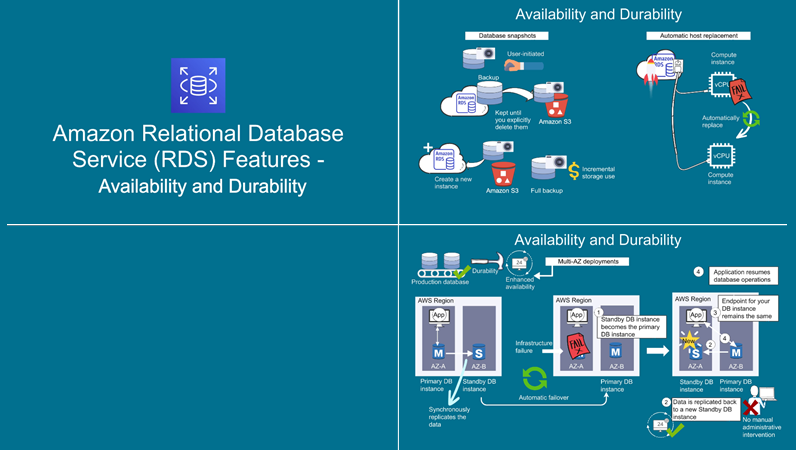 Amazon Relational Database
Service (RDS) Features -
Availability and Durability
Availability and Durability
Database snapshots
User-initiated
Backup
Amazon
RDS
Kept until
you explicitly
delete them
Amazon S3
Amazon
RDS
Create a new
instance
Amazon S3
Full backup
Incremental
storage use
Automatic host replacement
Amazon
RDS
Compute
instance
vCPU
FAIL
Automatically
replace
vCPU
Compute
instance
Availability and Durability
Production database
Durability
24
Enhanced
availability
Multi-AZ deployments
4
Application resumes
database operations
AWS Region
App
M
S
AZ-A
AZ-B
Primary DB
instance
Standby DB
instance
Synchronously
replicates the
data
Infrastructure
failure
Automatic failover
AWS Region
App
FAIL
M
AZ-A
AZ-B
1
Standby DB instance
becomes the primary
DB instance
Primary DB
instance
AWS Region
App
3
Endpoint for your
DB instance
remains the same
New
S
2
4
M
AZ-A
AZ-B
Standby DB
instance
Primary DB
instance
2
Data is replicated back
to a new Standby DB
instance
24
No manual
administrative
intervention